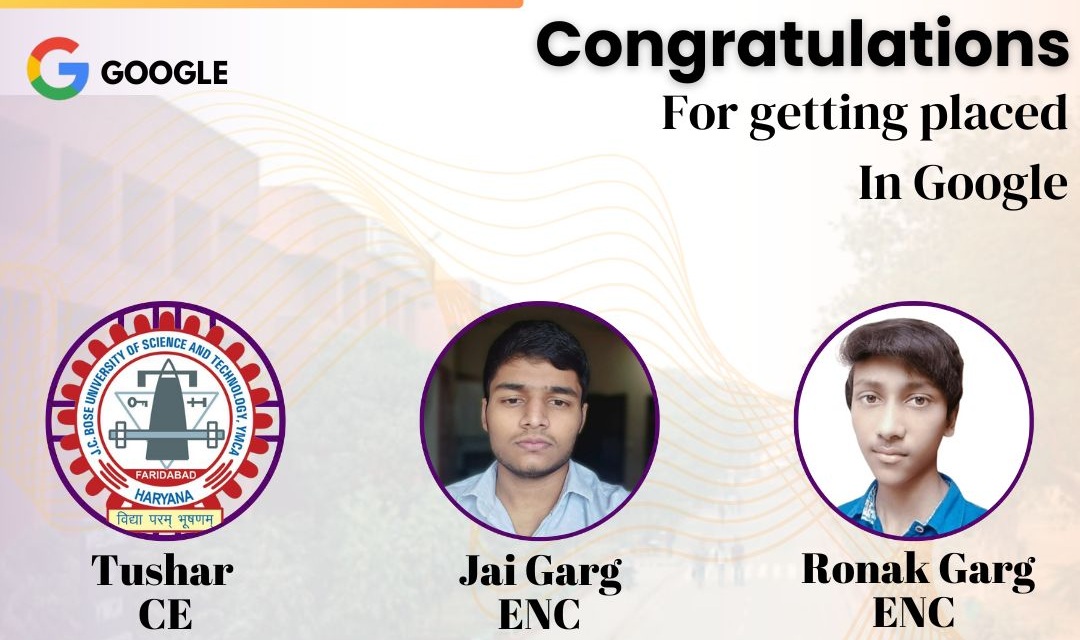 GOOGLE
Congratulations
For getting placed
In Google
J.C. BOSE UNIVERSITY OF SCIENCE AND TECHNOLOGY, YMCA
FARIDABAD
HARYANA
विद्या परम् भूषणम्
Tushar
CE
Jai Garg
ENC
Ronak Garg
ENC